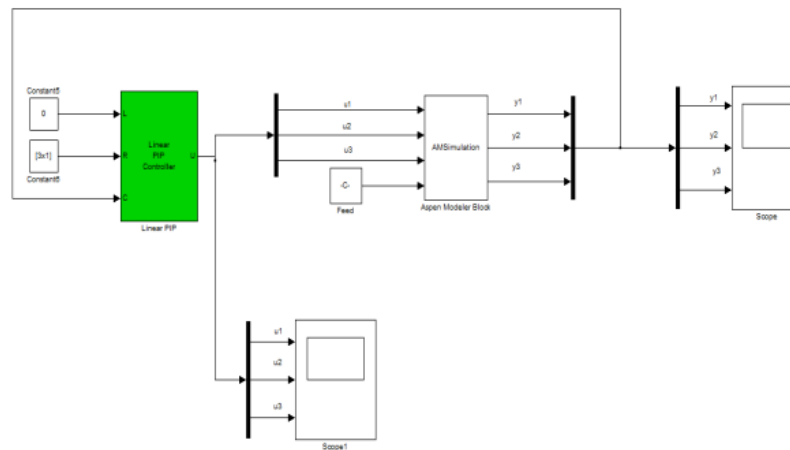 Constant5
0
[3x1]
Constant6
L
R
C
Linear
PIP
Controller
U
Linear PIP
u1
u2
u3
-C-
Feed
AMSimulation
Aspen Modeler Block
y1
y2
y3
y1
y2
y3
Scope
u1
u2
u3
Scope1